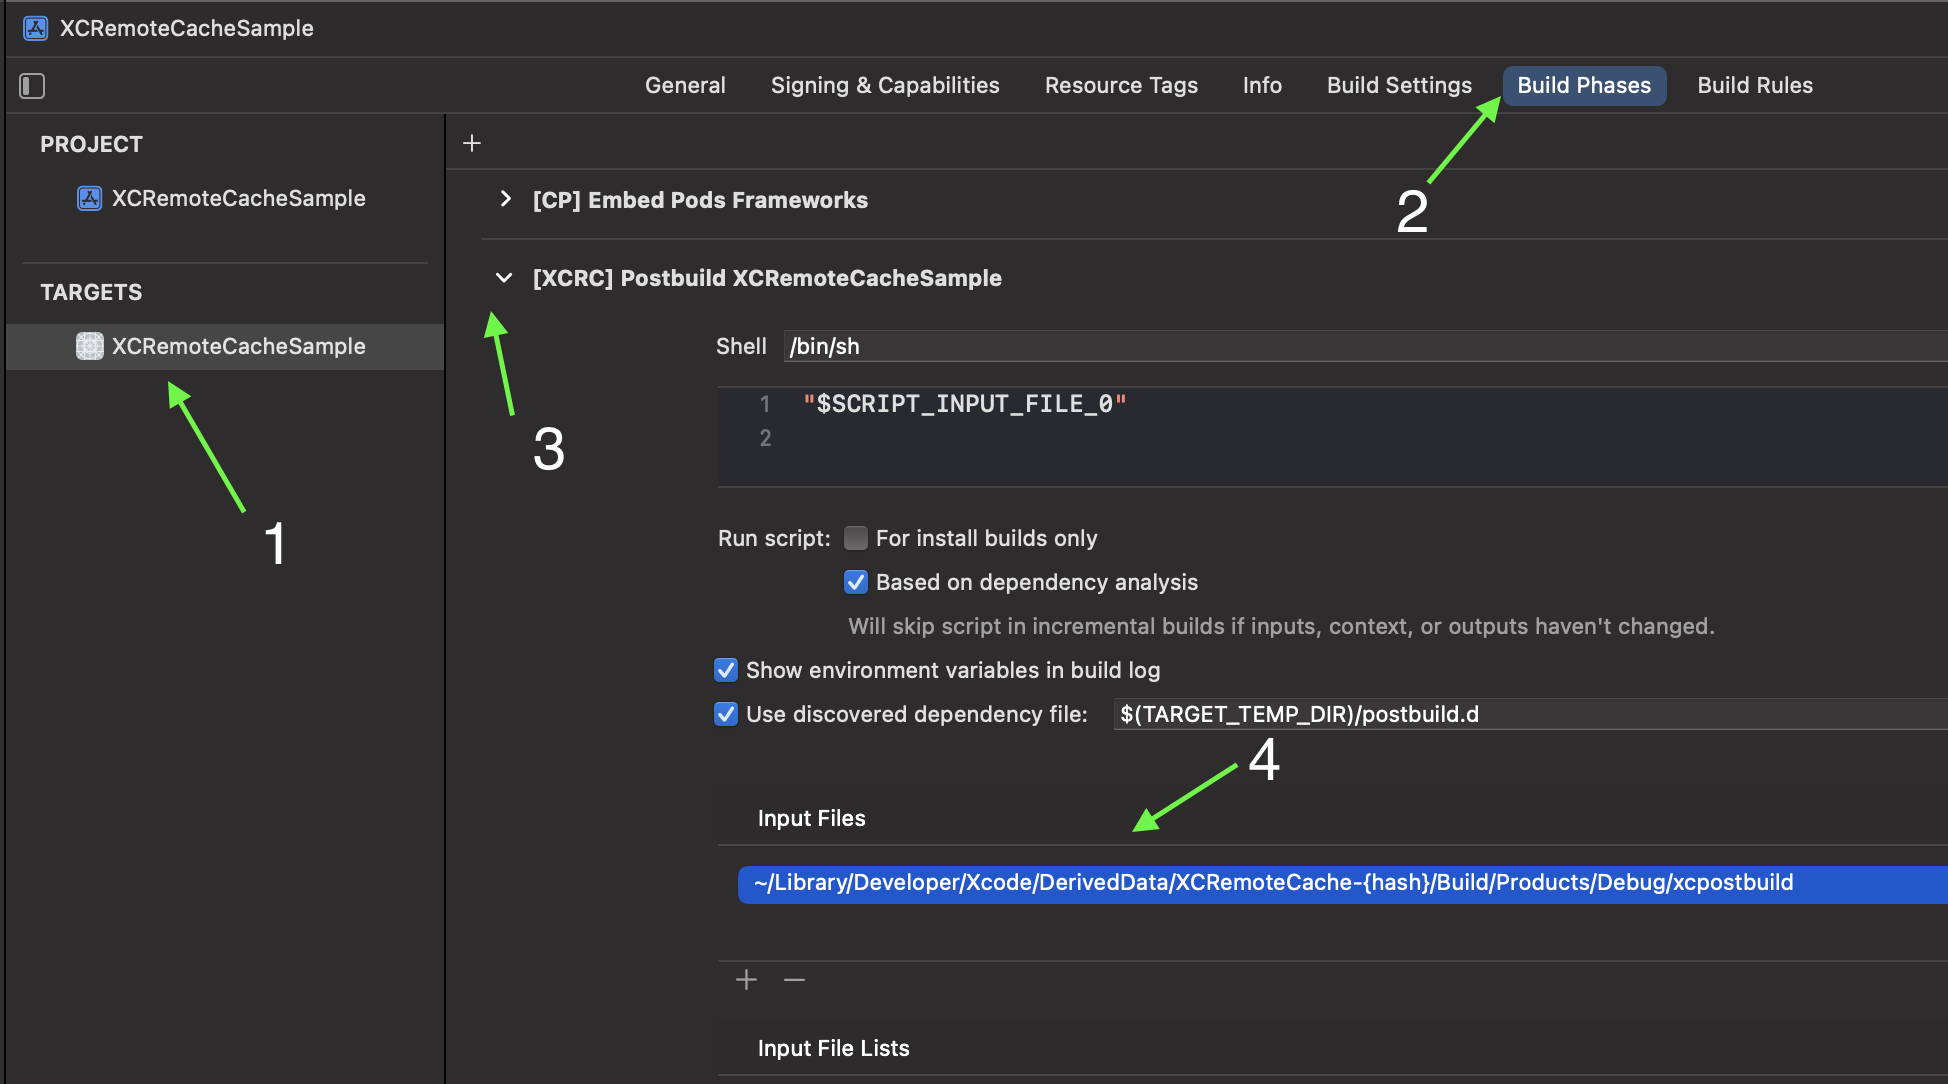 XCRemoteCacheSample
General Signing & Capabilities Resource Tags Info Build Settings Build Phases Build Rules
PROJECT
XCRemoteCacheSample
TARGETS
XCRemoteCacheSample
1
+
2
[CP] Embed Pods Frameworks
[XCRC] Postbuild XCRemoteCacheSample
3
Shell /bin/sh
1 "$SCRIPT_INPUT_FILE_0"
2
Run script: For install builds only
Based on dependency analysis
Will skip script in incremental builds if inputs, context, or outputs haven't changed.
Show environment variables in build log
Use discovered dependency file: $(TARGET_TEMP_DIR)/postbuild.d
4
Input Files
~/Library/Developer/Xcode/DerivedData/XCRemoteCache-{hash}/Build/Products/Debug/xcpostbuild
+ −
Input File Lists